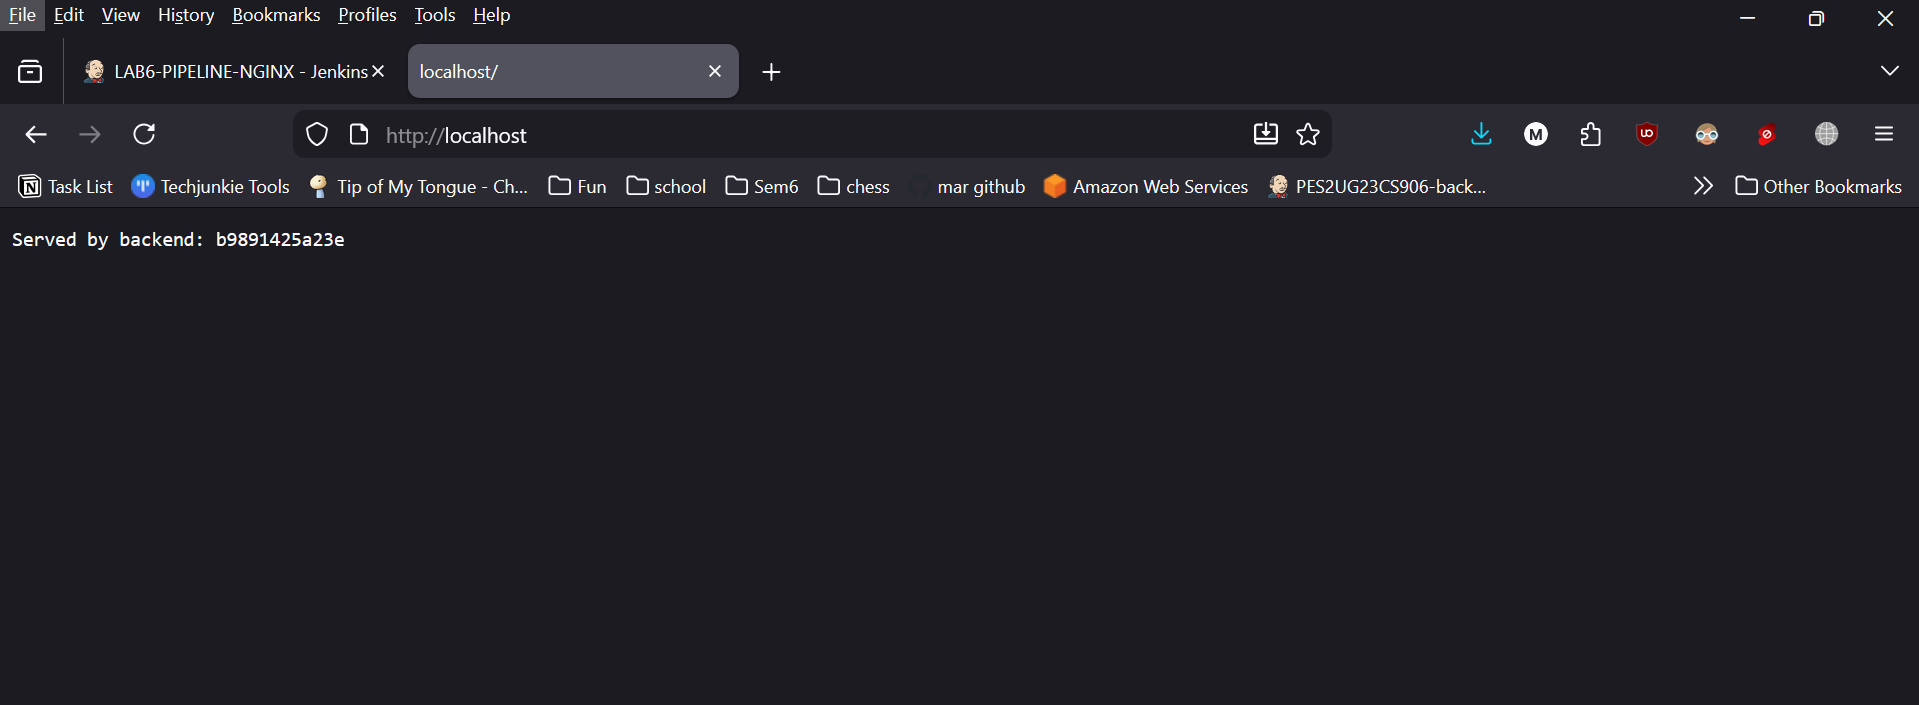 File Edit View History Bookmarks Profiles Tools Help
LAB6-PIPELINE-NGINX - Jenkins localhost/
http://localhost
M UO
Task List Techjunkie Tools Tip of My Tongue - Ch... Fun school Sem6 chess mar github Amazon Web Services PES2UG23CS906-back... Other Bookmarks
Served by backend: b9891425a23e